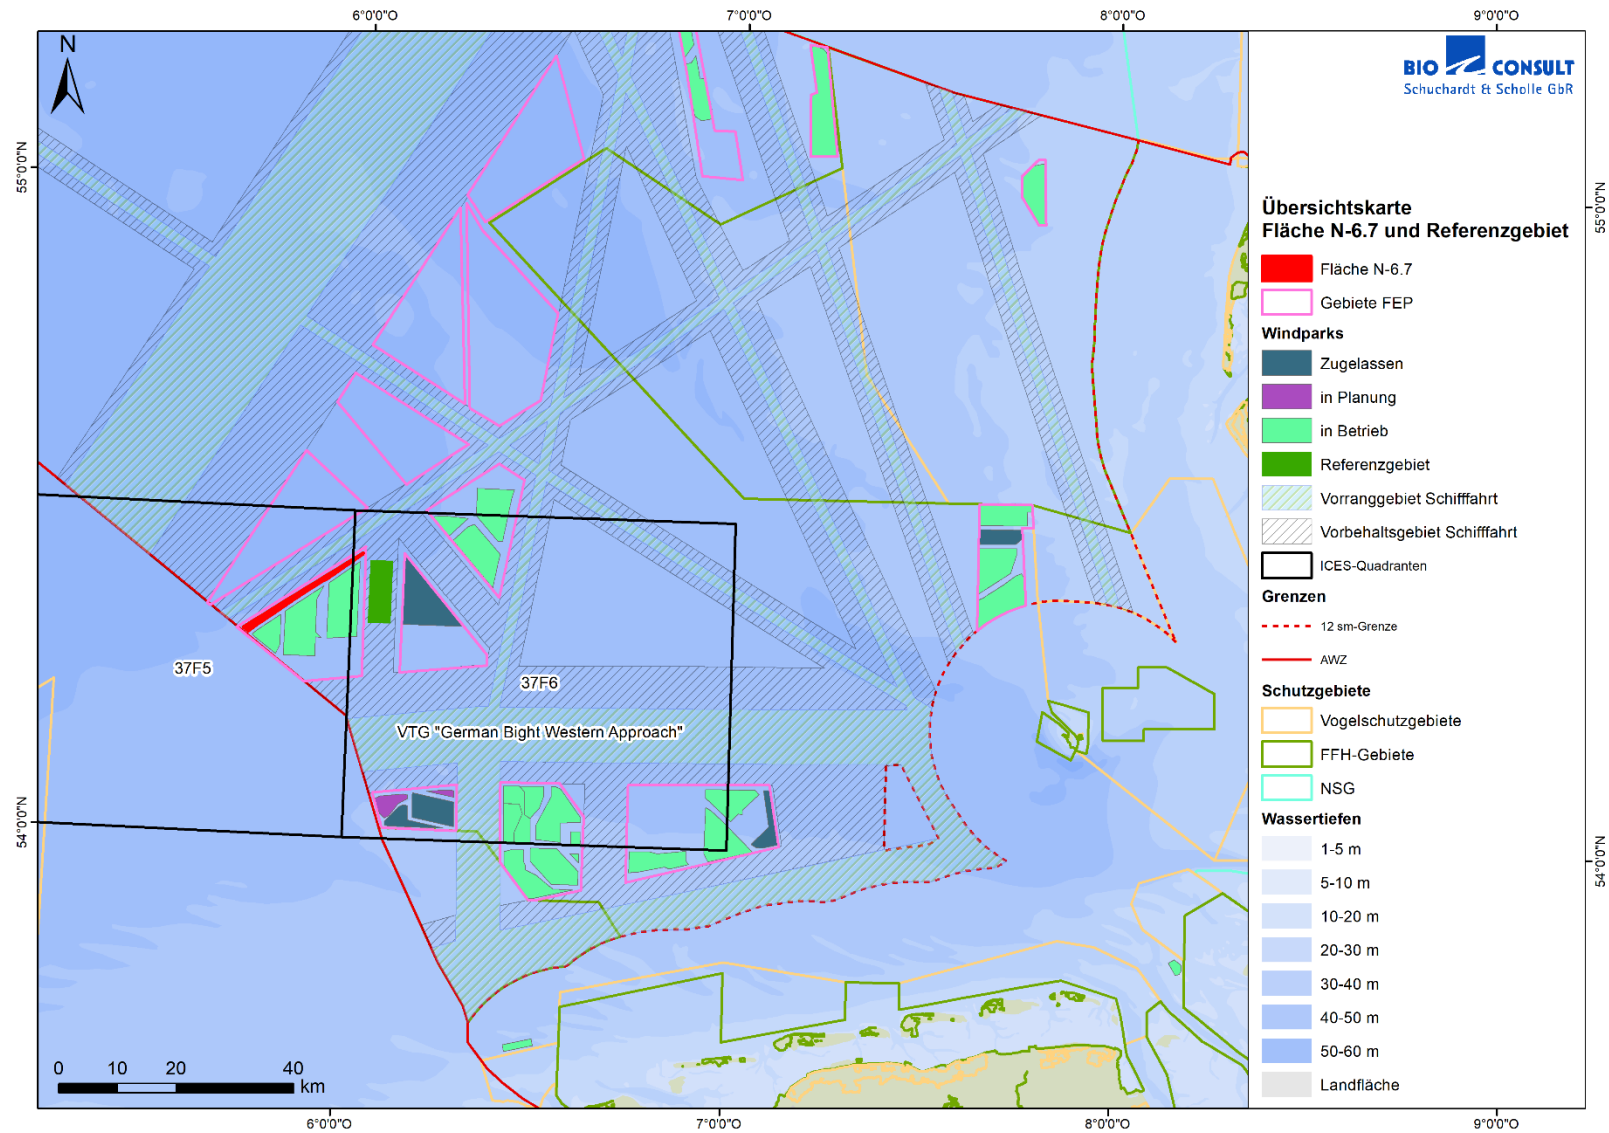 6°0'0"O
7°0'0"O
8°0'0"O
9°0'0"O
N
BIO CONSULT
Schuchardt & Scholle GbR
55°0'0"N
55°0'0"N
Übersichtskarte
Fläche N-6.7 und Referenzgebiet
Fläche N-6.7
Gebiete FEP
Windparks
Zugelassen
in Planung
in Betrieb
Referenzgebiet
Vorranggebiet Schifffahrt
Vorbehaltsgebiet Schifffahrt
ICES-Quadranten
Grenzen
12 sm-Grenze
AWZ
Schutzgebiete
Vogelschutzgebiete
FFH-Gebiete
NSG
Wassertiefen
1-5 m
5-10 m
10-20 m
20-30 m
30-40 m
40-50 m
50-60 m
Landfläche
37F5
37F6
VTG "German Bight Western Approach"
54°0'0"N
54°0'0"N
0
10
20
40
km
6°0'0"O
7°0'0"O
8°0'0"O
9°0'0"O